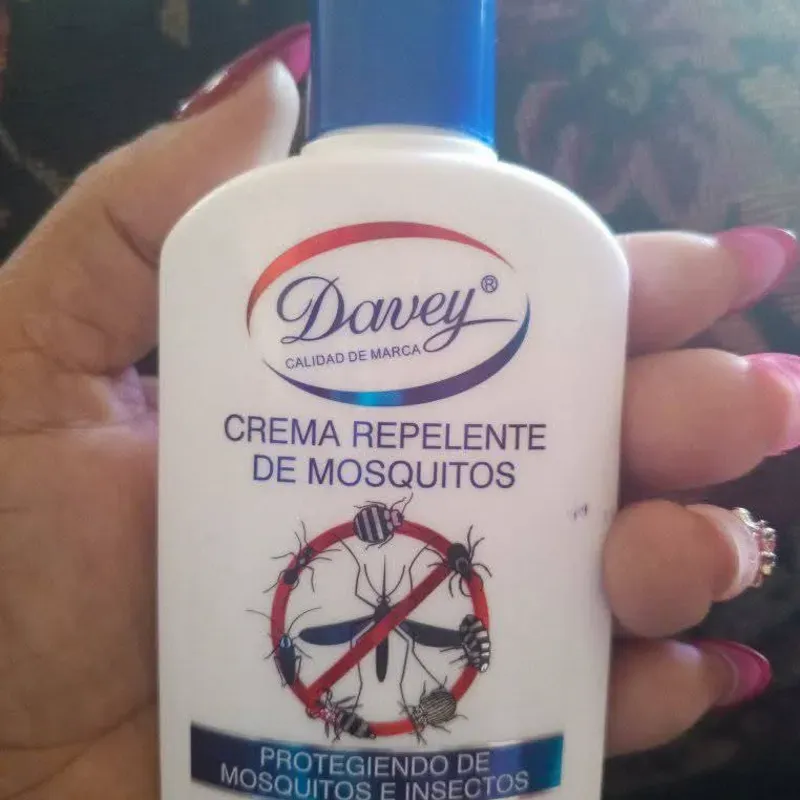 Davey®
CALIDAD DE MARCA
CREMA REPELENTE
DE MOSQUITOS
PROTEGIENDO DE
MOSQUITOS E INSECTOS